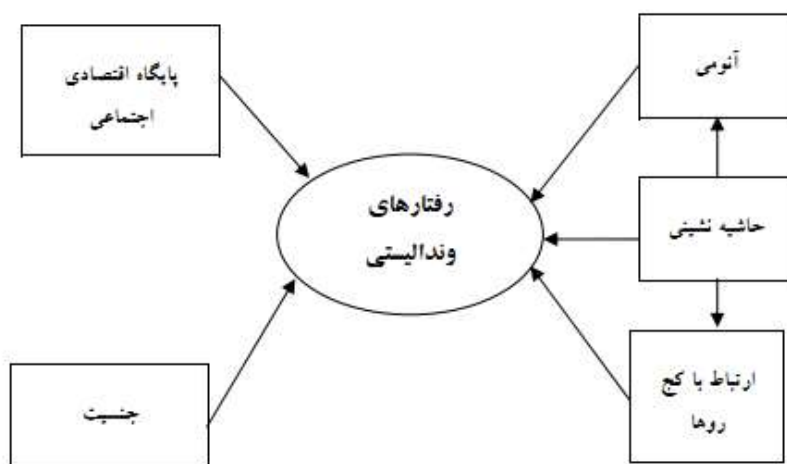 آنومی
پایگاه اقتصادی
اجتماعی
حاشیه نشینی
رفتارهای
وندالیستی
ارتباط با کج
روها
جنسیت